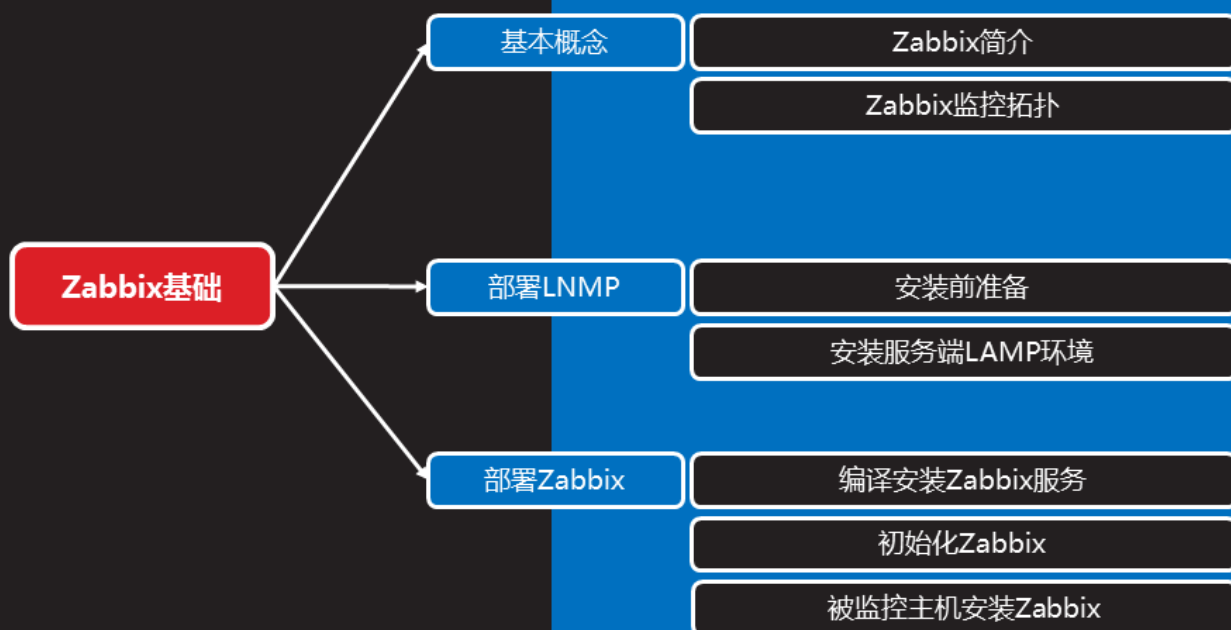 基本概念
Zabbix简介
Zabbix监控拓扑
Zabbix基础
部署LNMP
安装前准备
安装服务端LAMP环境
部署Zabbix
编译安装Zabbix服务
初始化Zabbix
被监控主机安装Zabbix